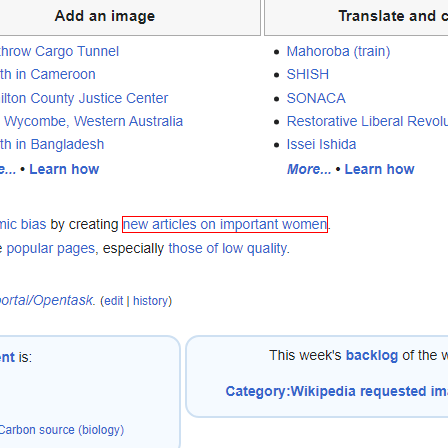 Add an image
Translate and c
hrow Cargo Tunnel
th in Cameroon
ilton County Justice Center
Wycombe, Western Australia
th in Bangladesh
... • Learn how
Mahoroba (train)
SHISH
SONACA
Restorative Liberal Revolu
Issei Ishida
More... • Learn how
mic bias by creating new articles on important women.
popular pages, especially those of low quality.
portal/Opentask. (edit | history)
nt is:
Carbon source (biology)
This week's backlog of the w
Category:Wikipedia requested im